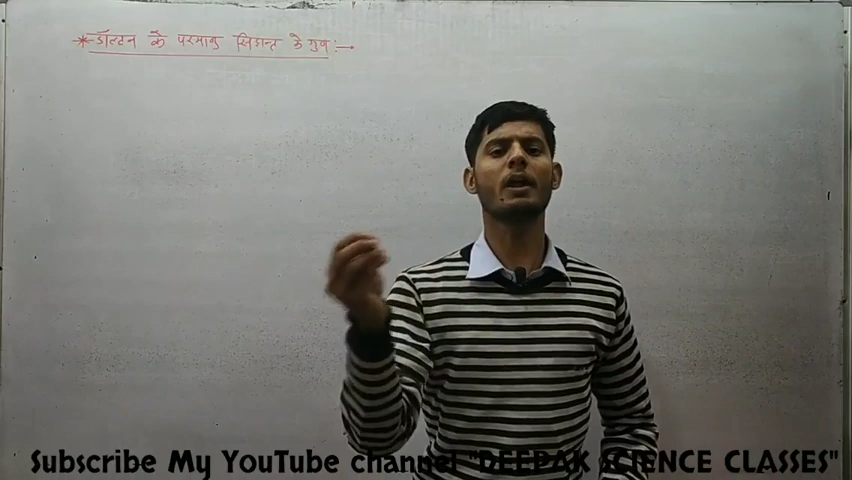 * डॉल्टन के परमाणु सिद्धान्त के गुण :→
Subscribe My YouTube channel "DEEPAK SCIENCE CLASSES"